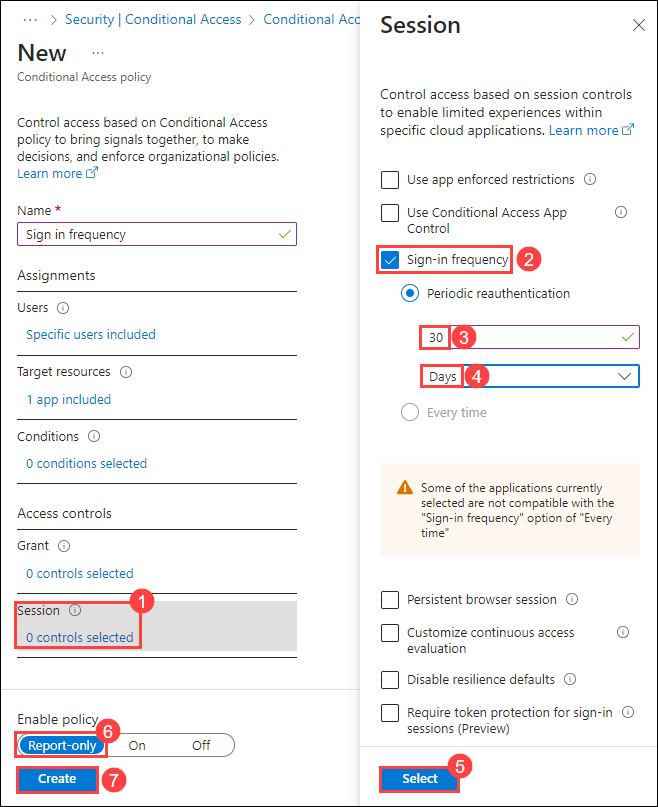 ··· > Security | Conditional Access > Conditional Acc
New ···
Conditional Access policy
Control access based on Conditional Access
policy to bring signals together, to make
decisions, and enforce organizational policies.
Learn more
Name *
Sign in frequency
Assignments
Users
Specific users included
Target resources
1 app included
Conditions
0 conditions selected
Access controls
Grant
0 controls selected
1
Session
0 controls selected
Enable policy
6
Report-only On Off
Create 7
Session
Control access based on session controls
to enable limited experiences within
specific cloud applications. Learn more
Use app enforced restrictions
Use Conditional Access App
Control
Sign-in frequency 2
Periodic reauthentication
30 3
Days 4
Every time
Some of the applications currently
selected are not compatible with the
"Sign-in frequency" option of "Every
time"
Persistent browser session
Customize continuous access
evaluation
Disable resilience defaults
Require token protection for sign-in
sessions (Preview)
5
Select